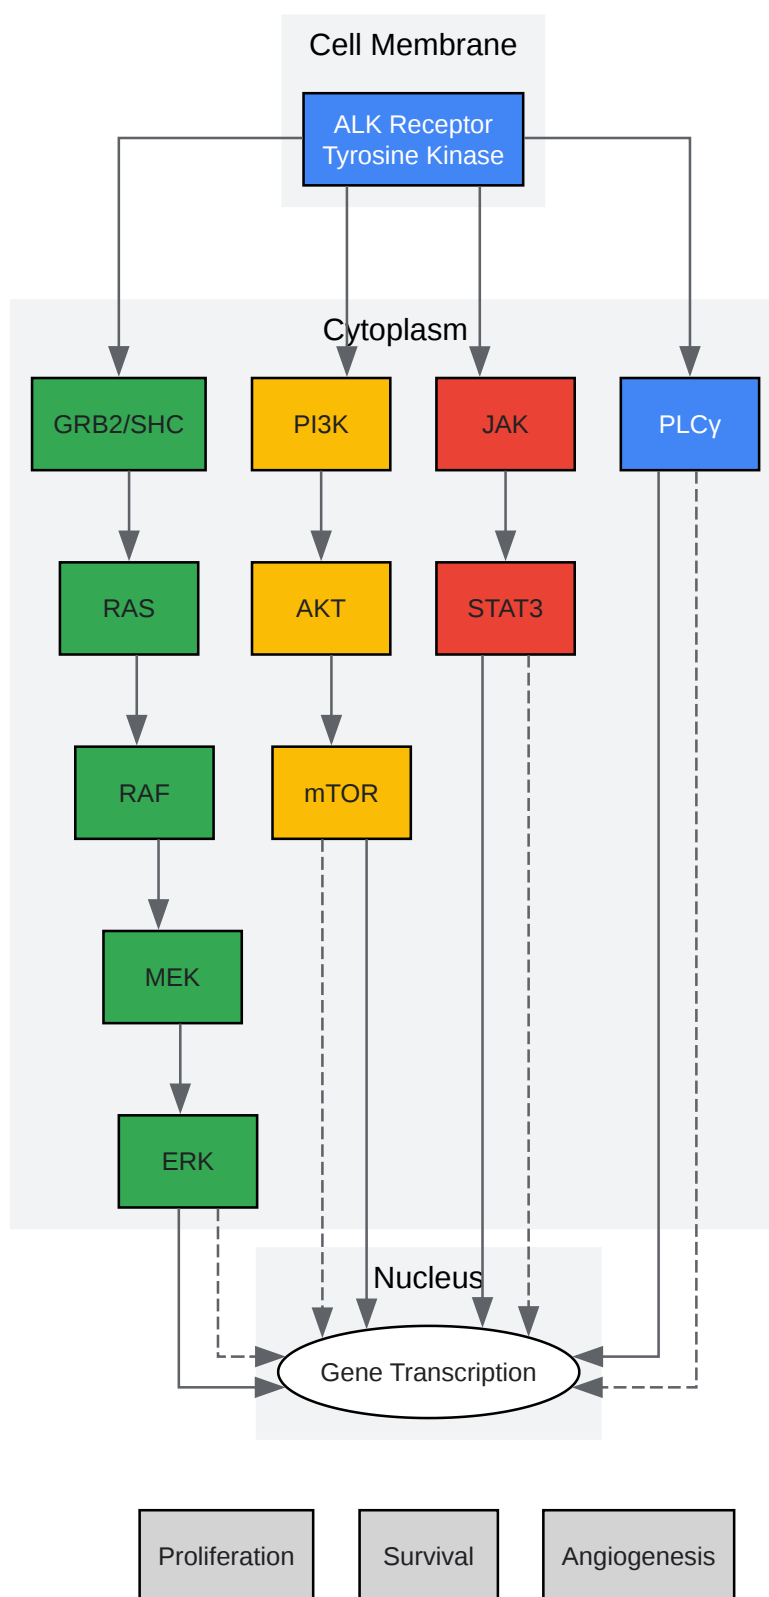 Cell Membrane
ALK Receptor
Tyrosine Kinase
Cytoplasm
GRB2/SHC
PI3K
JAK
PLCγ
RAS
AKT
STAT3
RAF
mTOR
MEK
ERK
Nucleus
Gene Transcription
Proliferation
Survival
Angiogenesis